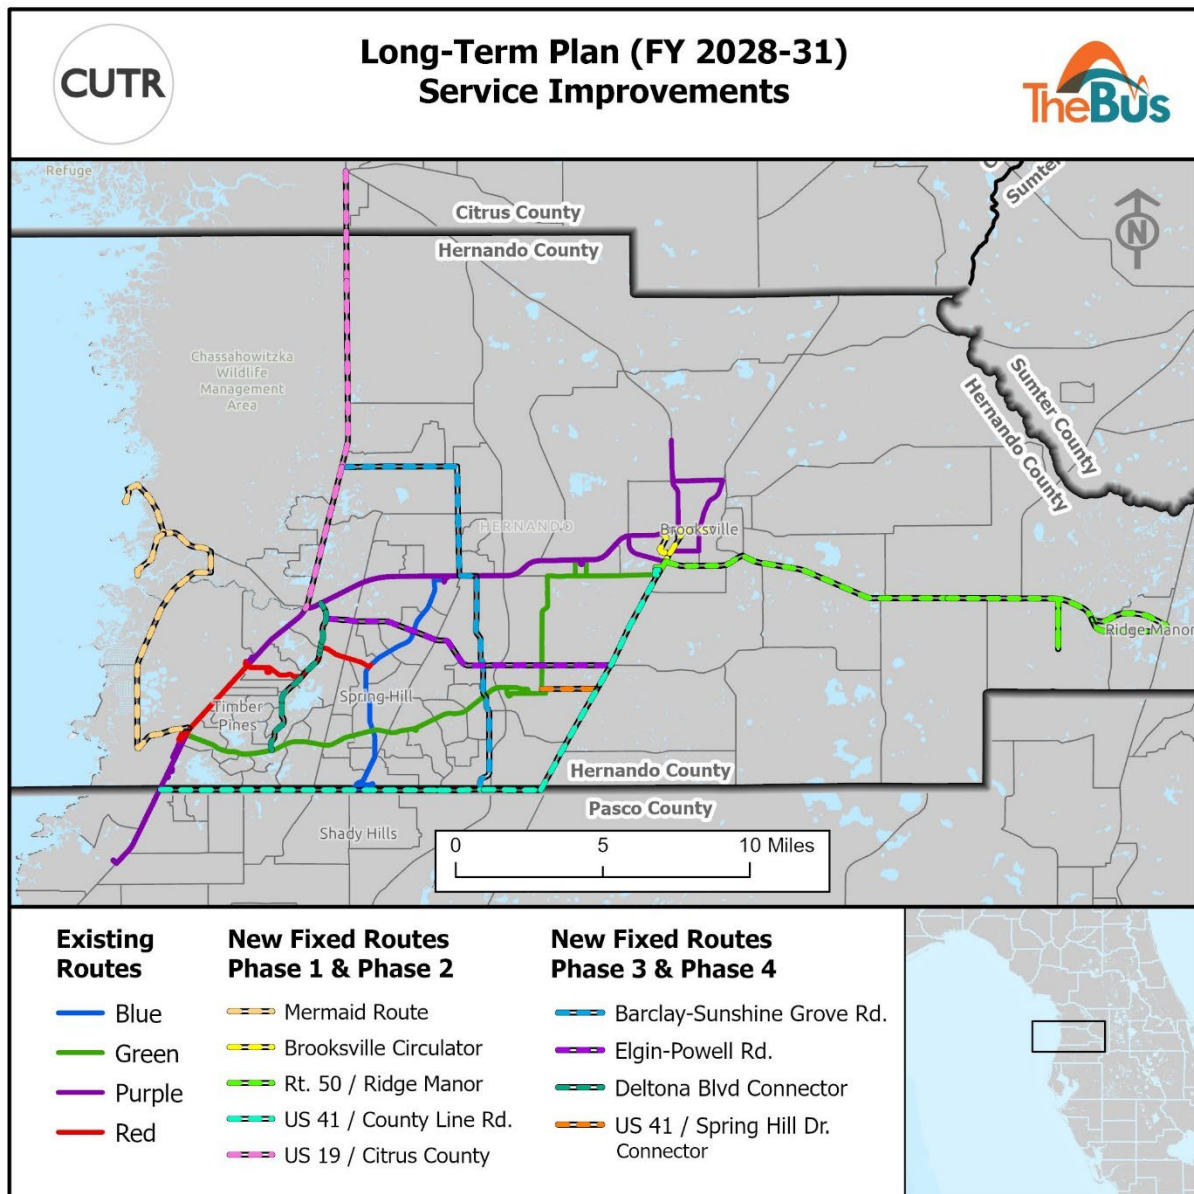 CUTR
Long-Term Plan (FY 2028-31)
Service Improvements
TheBus
Refuge
Sumter
Citrus County
Hernando County
N
Chassahowitzka
Wildlife
Management
Area
Sumter County
Hernando County
HERNANDO
Brooksville
Ridge Manor
Spring Hill
Timber
Pines
Hernando County
Pasco County
Shady Hills
0 5 10 Miles
Existing
Routes
Blue
Green
Purple
Red
New Fixed Routes
Phase 1 & Phase 2
Mermaid Route
Brooksville Circulator
Rt. 50 / Ridge Manor
US 41 / County Line Rd.
US 19 / Citrus County
New Fixed Routes
Phase 3 & Phase 4
Barclay-Sunshine Grove Rd.
Elgin-Powell Rd.
Deltona Blvd Connector
US 41 / Spring Hill Dr.
Connector